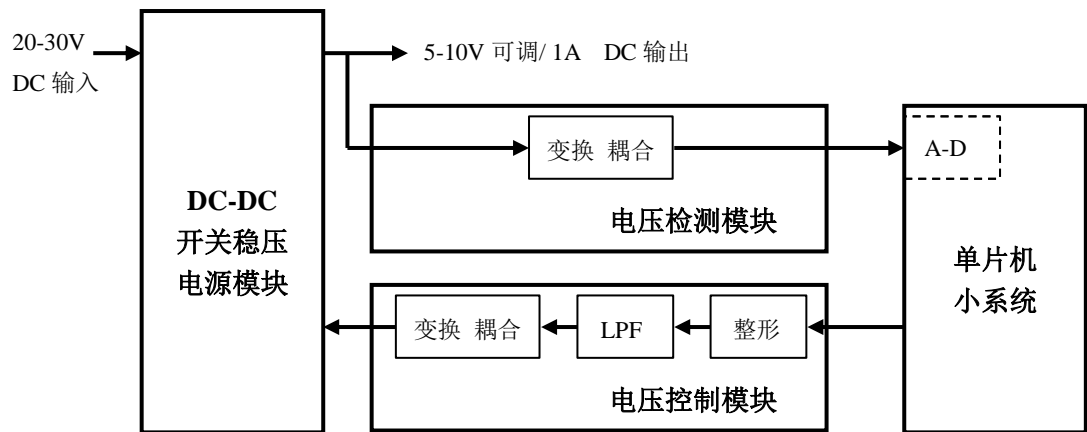 20-30V
DC 输入
5-10V 可调/ 1A DC 输出
DC-DC
开关稳压
电源模块
变换 耦合
电压检测模块
A-D
单片机
小系统
变换 耦合
LPF
整形
电压控制模块